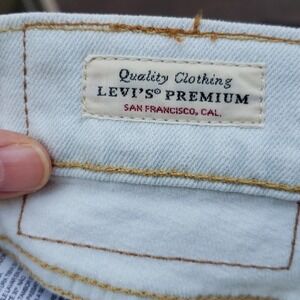 Quality Clothing
LEVI'S® PREMIUM
SAN FRANCISCO, CAL.